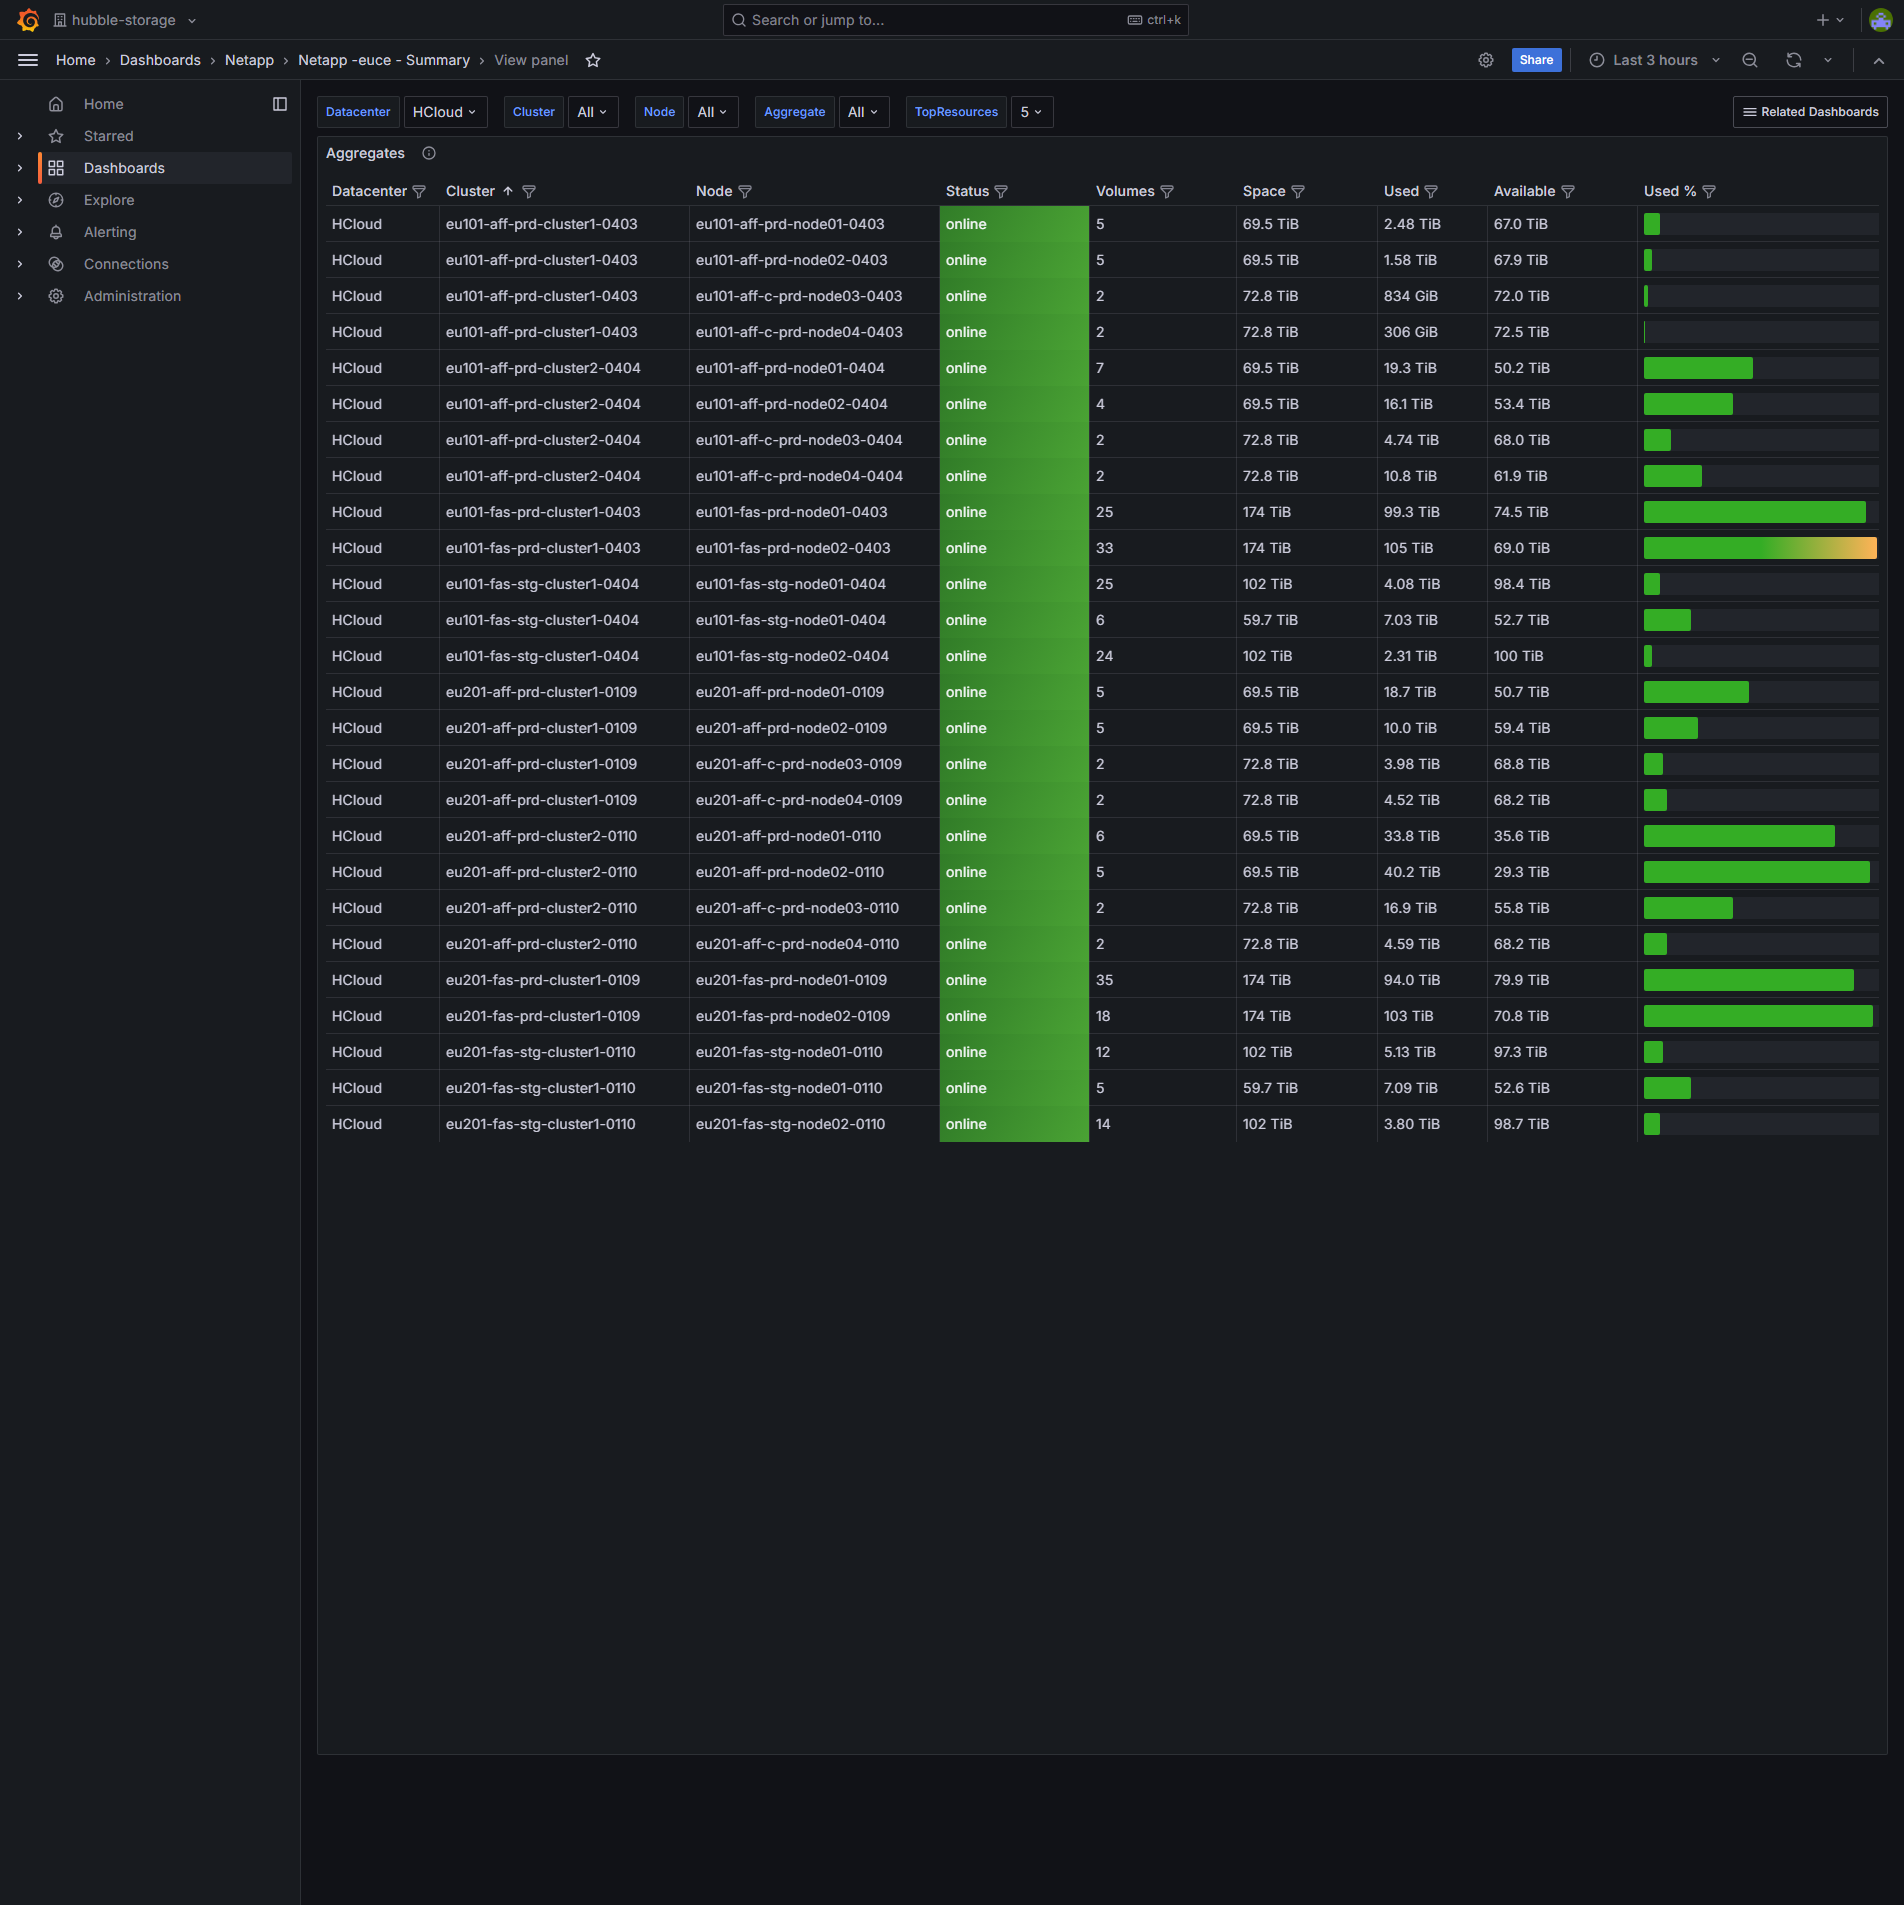 hubble-storage
Search or jump to...
ctrl+k
Home › Dashboards › Netapp › Netapp -euce - Summary › View panel
Share
Last 3 hours
Home
Starred
Dashboards
Explore
Alerting
Connections
Administration
Datacenter HCloud Cluster All Node All Aggregate All TopResources 5
Related Dashboards
Aggregates
Datacenter Cluster Node Status Volumes Space Used Available Used %
HCloud eu101-aff-prd-cluster1-0403 eu101-aff-prd-node01-0403 online 5 69.5 TiB 2.48 TiB 67.0 TiB
HCloud eu101-aff-prd-cluster1-0403 eu101-aff-prd-node02-0403 online 5 69.5 TiB 1.58 TiB 67.9 TiB
HCloud eu101-aff-prd-cluster1-0403 eu101-aff-c-prd-node03-0403 online 2 72.8 TiB 834 GiB 72.0 TiB
HCloud eu101-aff-prd-cluster1-0403 eu101-aff-c-prd-node04-0403 online 2 72.8 TiB 306 GiB 72.5 TiB
HCloud eu101-aff-prd-cluster2-0404 eu101-aff-prd-node01-0404 online 7 69.5 TiB 19.3 TiB 50.2 TiB
HCloud eu101-aff-prd-cluster2-0404 eu101-aff-prd-node02-0404 online 4 69.5 TiB 16.1 TiB 53.4 TiB
HCloud eu101-aff-prd-cluster2-0404 eu101-aff-c-prd-node03-0404 online 2 72.8 TiB 4.74 TiB 68.0 TiB
HCloud eu101-aff-prd-cluster2-0404 eu101-aff-c-prd-node04-0404 online 2 72.8 TiB 10.8 TiB 61.9 TiB
HCloud eu101-fas-prd-cluster1-0403 eu101-fas-prd-node01-0403 online 25 174 TiB 99.3 TiB 74.5 TiB
HCloud eu101-fas-prd-cluster1-0403 eu101-fas-prd-node02-0403 online 33 174 TiB 105 TiB 69.0 TiB
HCloud eu101-fas-stg-cluster1-0404 eu101-fas-stg-node01-0404 online 25 102 TiB 4.08 TiB 98.4 TiB
HCloud eu101-fas-stg-cluster1-0404 eu101-fas-stg-node01-0404 online 6 59.7 TiB 7.03 TiB 52.7 TiB
HCloud eu101-fas-stg-cluster1-0404 eu101-fas-stg-node02-0404 online 24 102 TiB 2.31 TiB 100 TiB
HCloud eu201-aff-prd-cluster1-0109 eu201-aff-prd-node01-0109 online 5 69.5 TiB 18.7 TiB 50.7 TiB
HCloud eu201-aff-prd-cluster1-0109 eu201-aff-prd-node02-0109 online 5 69.5 TiB 10.0 TiB 59.4 TiB
HCloud eu201-aff-prd-cluster1-0109 eu201-aff-c-prd-node03-0109 online 2 72.8 TiB 3.98 TiB 68.8 TiB
HCloud eu201-aff-prd-cluster1-0109 eu201-aff-c-prd-node04-0109 online 2 72.8 TiB 4.52 TiB 68.2 TiB
HCloud eu201-aff-prd-cluster2-0110 eu201-aff-prd-node01-0110 online 6 69.5 TiB 33.8 TiB 35.6 TiB
HCloud eu201-aff-prd-cluster2-0110 eu201-aff-prd-node02-0110 online 5 69.5 TiB 40.2 TiB 29.3 TiB
HCloud eu201-aff-prd-cluster2-0110 eu201-aff-c-prd-node03-0110 online 2 72.8 TiB 16.9 TiB 55.8 TiB
HCloud eu201-aff-prd-cluster2-0110 eu201-aff-c-prd-node04-0110 online 2 72.8 TiB 4.59 TiB 68.2 TiB
HCloud eu201-fas-prd-cluster1-0109 eu201-fas-prd-node01-0109 online 35 174 TiB 94.0 TiB 79.9 TiB
HCloud eu201-fas-prd-cluster1-0109 eu201-fas-prd-node02-0109 online 18 174 TiB 103 TiB 70.8 TiB
HCloud eu201-fas-stg-cluster1-0110 eu201-fas-stg-node01-0110 online 12 102 TiB 5.13 TiB 97.3 TiB
HCloud eu201-fas-stg-cluster1-0110 eu201-fas-stg-node01-0110 online 5 59.7 TiB 7.09 TiB 52.6 TiB
HCloud eu201-fas-stg-cluster1-0110 eu201-fas-stg-node02-0110 online 14 102 TiB 3.80 TiB 98.7 TiB